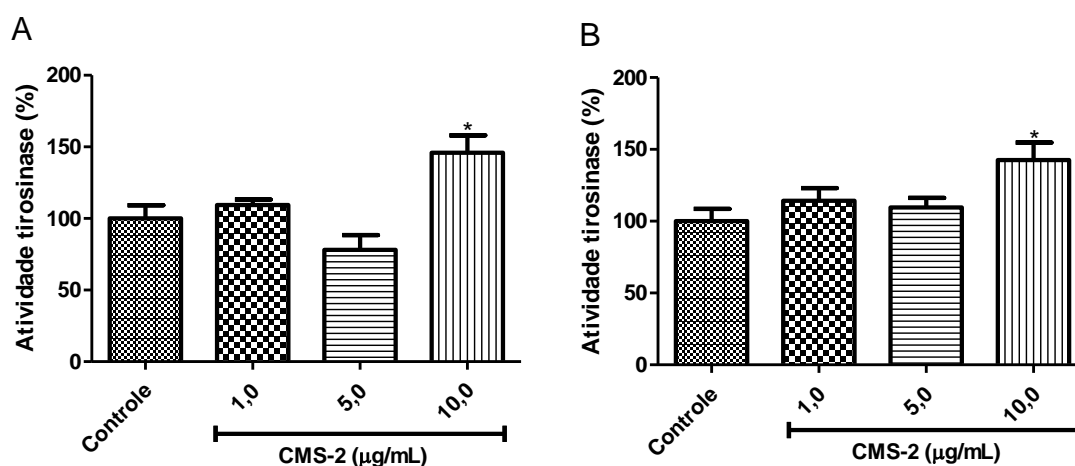 A
Atividade tirosinase (%)
200
150
100
50
0
*
Controle
1,0
5,0
10,0
CMS-2 (µg/mL)
B
Atividade tirosinase (%)
200
150
100
50
0
*
Controle
1,0
5,0
10,0
CMS-2 (µg/mL)